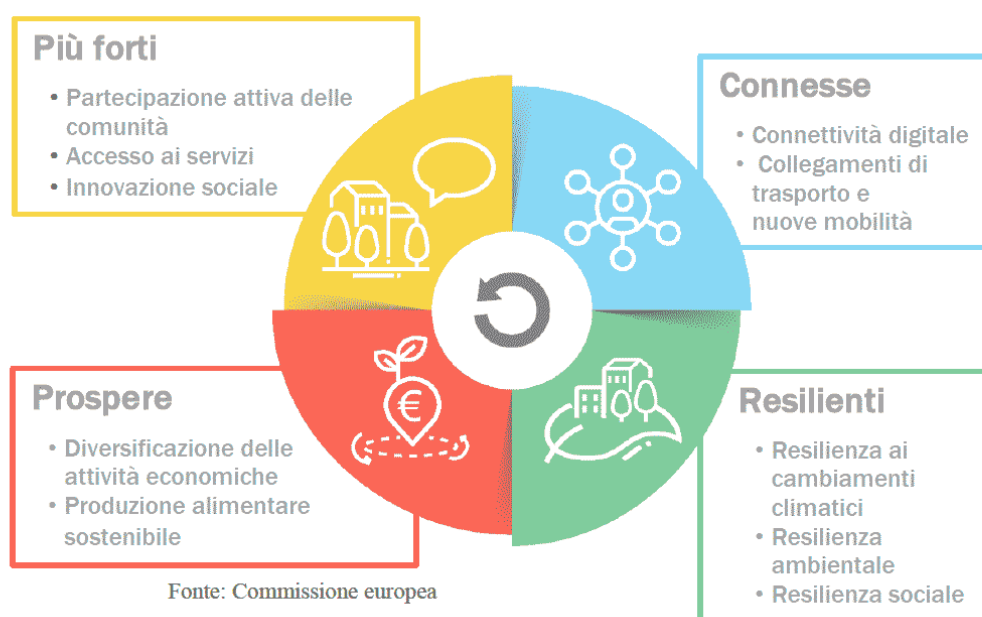 Più forti
• Partecipazione attiva delle
comunità
• Accesso ai servizi
• Innovazione sociale
Connesse
• Connettività digitale
• Collegamenti di
trasporto e
nuove mobilità
€
Prospere
• Diversificazione delle
attività economiche
• Produzione alimentare
sostenibile
Resilienti
• Resilienza ai
cambiamenti
climatici
• Resilienza
ambientale
• Resilienza sociale
Fonte: Commissione europea